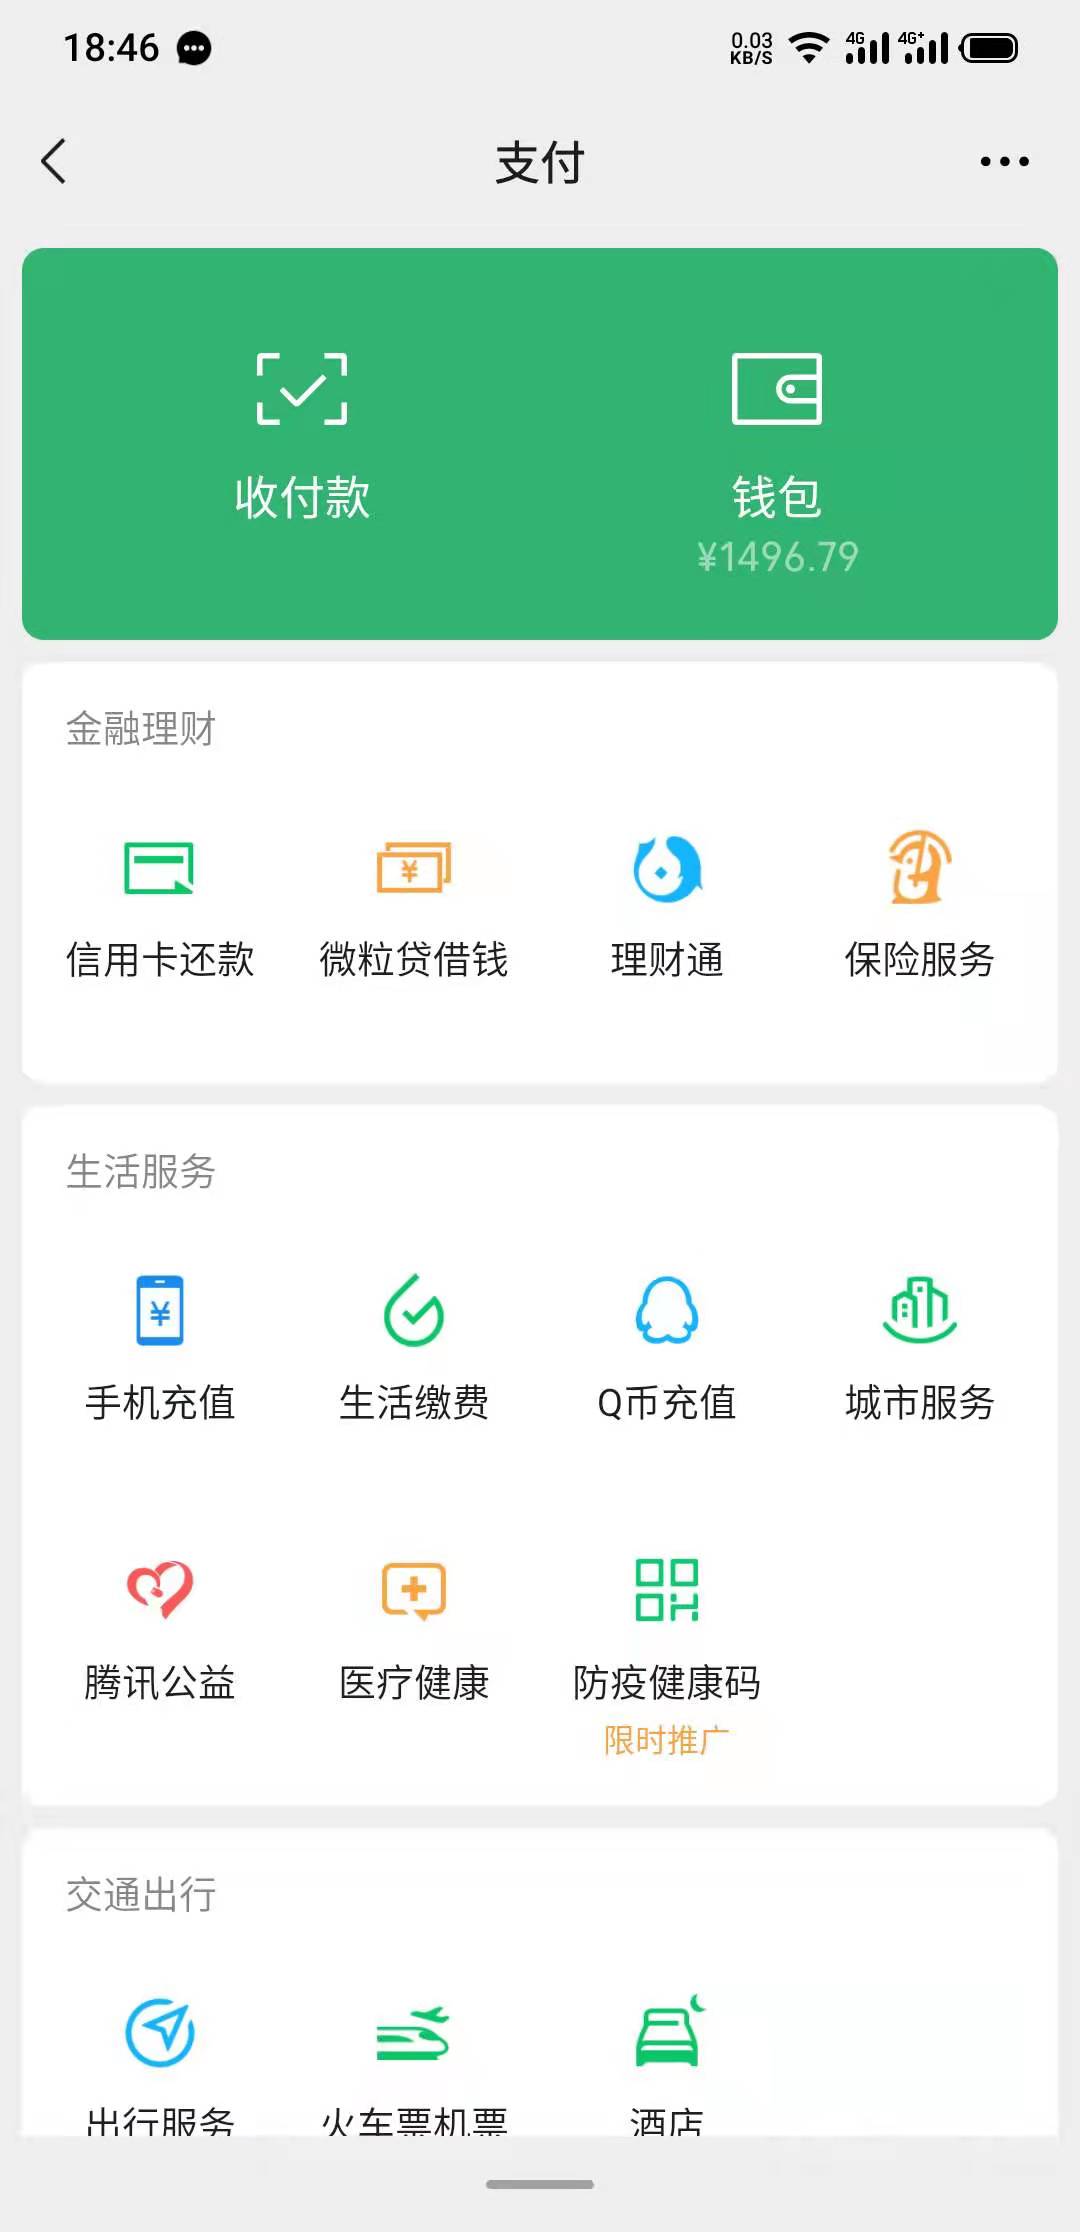 18:46
0.03
KB/S
4G
4G+
支付
收付款
钱包
¥1496.79
金融理财
信用卡还款
微粒贷借钱
理财通
保险服务
生活服务
手机充值
生活缴费
Q币充值
城市服务
腾讯公益
医疗健康
防疫健康码
限时推广
交通出行
出行服务
火车票机票
酒店